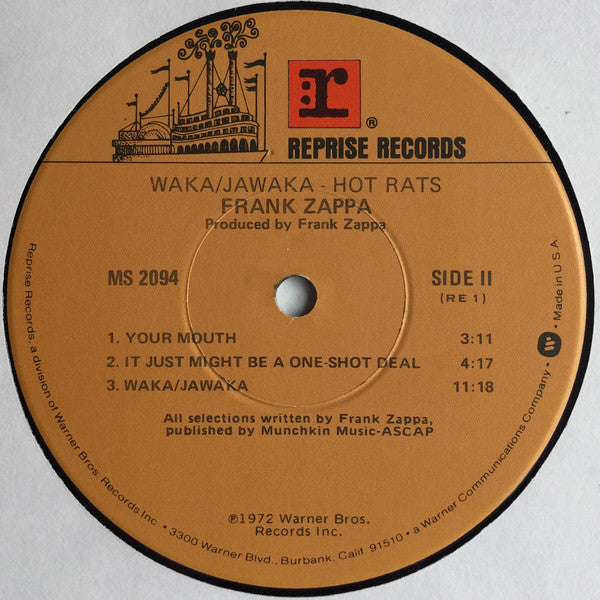 :r
®
REPRISE RECORDS
WAKA/JAWAKA - HOT RATS
FRANK ZAPPA
Produced by Frank Zappa
MS 2094
SIDE II
(RE 1)
1. YOUR MOUTH 3:11
2. IT JUST MIGHT BE A ONE-SHOT DEAL 4:17
3. WAKA/JAWAKA 11:18
All selections written by Frank Zappa,
published by Munchkin Music-ASCAP
℗1972 Warner Bros.
Records Inc.
Reprise Records, a division of Warner Bros. Records Inc. • 3300 Warner Blvd., Burbank, Calif. 91510 • a Warner Communications Company • Made in U.S.A.